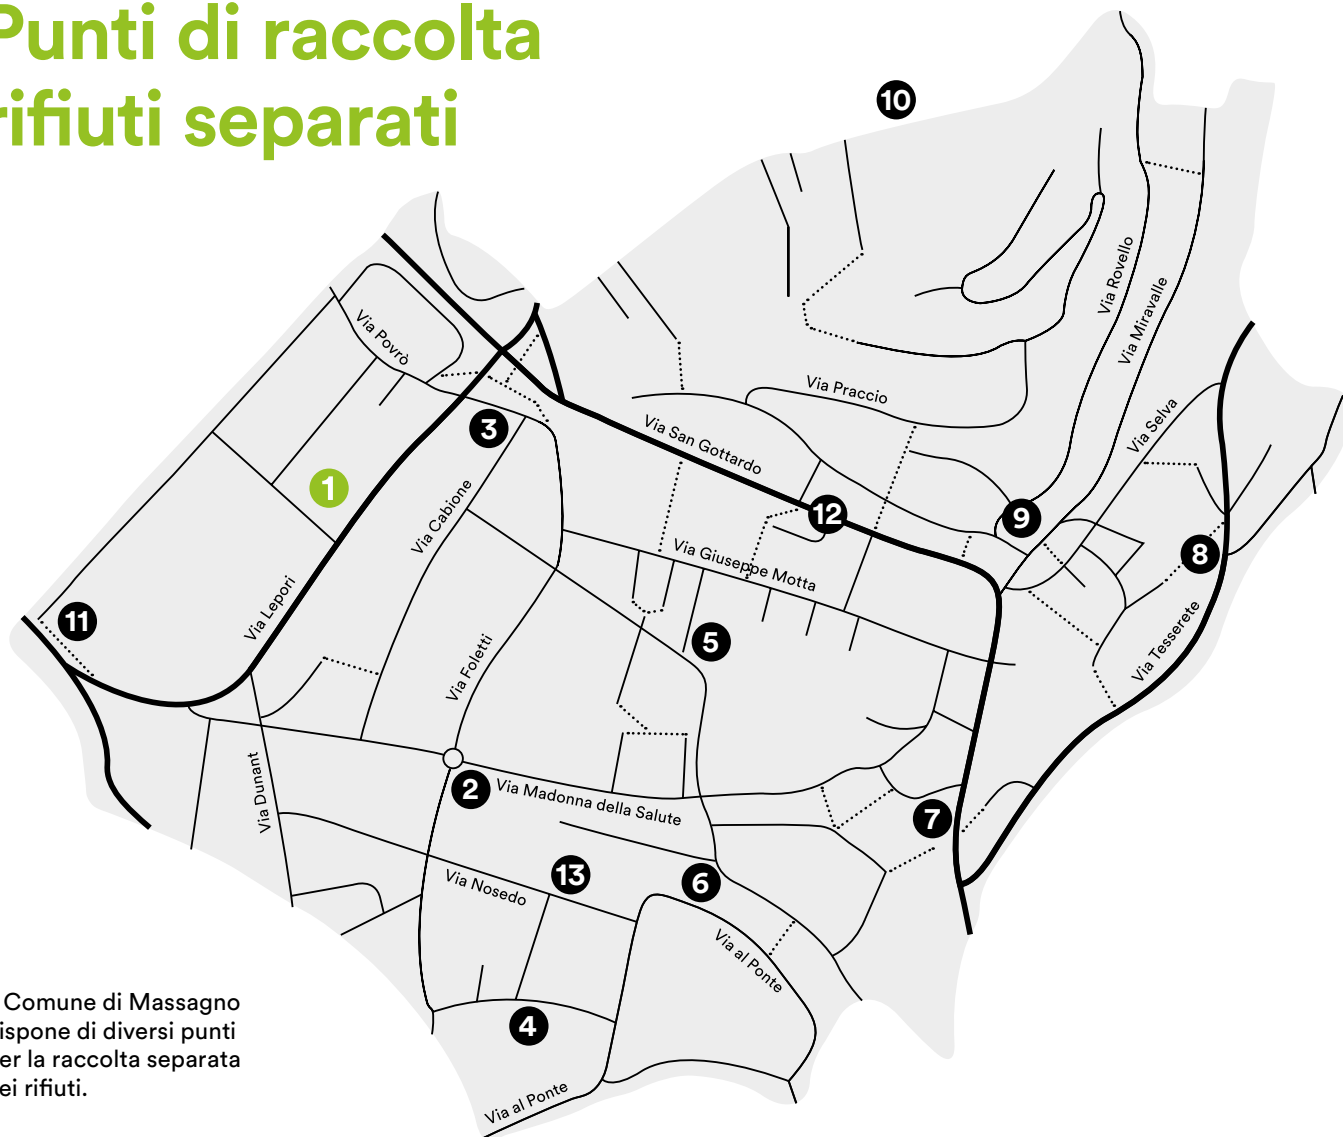 Punti di raccolta
rifiuti separati
10
Via Rovello
Via Miravalle
Via Povrò
Via Praccio
Via Selva
3
Via San Gottardo
1
Via Cabione
12
9
8
Via Giuseppe Motta
Via Lepori
11
5
Via Foletti
Via Tesserete
2
Via Madonna della Salute
Via Dunant
7
13
6
Via Nosedo
Via al Ponte
4
Via al Ponte
Comune di Massagno
ispone di diversi punti
er la raccolta separata
ei rifiuti.